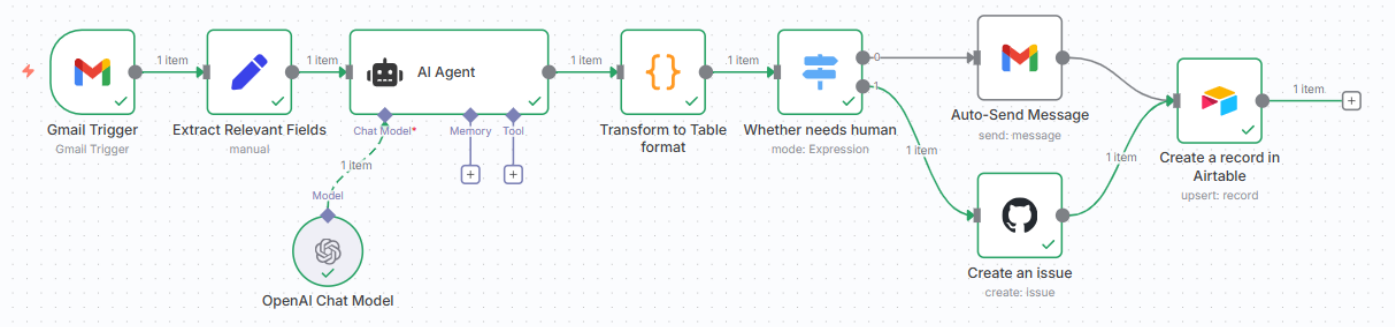 1 item
1 item
AI Agent
1 item
1 item
0
1
Gmail Trigger
Gmail Trigger
Extract Relevant Fields
manual
Chat Model*
Memory
Tool
Transform to Table
format
Whether needs human
mode: Expression
Auto-Send Message
send: message
1 item
Create a record in
Airtable
upsert: record
1 item
1 item
1 item
Model
OpenAI Chat Model
Create an issue
create: issue